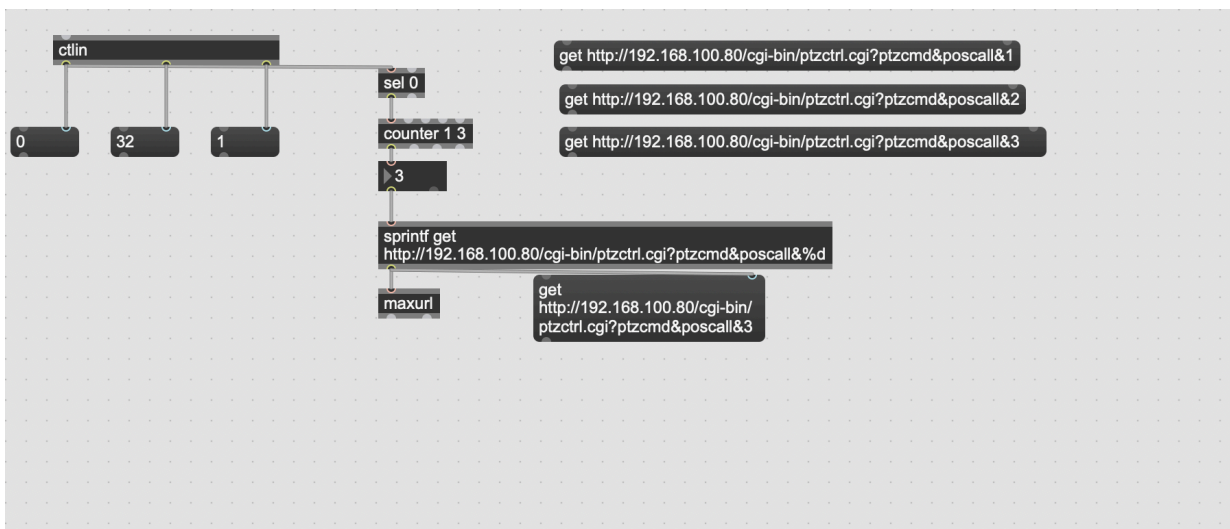 ctlin
get http://192.168.100.80/cgi-bin/ptzctrl.cgi?ptzcmd&poscall&1
sel 0
get http://192.168.100.80/cgi-bin/ptzctrl.cgi?ptzcmd&poscall&2
0
32
1
counter 1 3
get http://192.168.100.80/cgi-bin/ptzctrl.cgi?ptzcmd&poscall&3
3
sprintf get
http://192.168.100.80/cgi-bin/ptzctrl.cgi?ptzcmd&poscall&%d
maxurl
get
http://192.168.100.80/cgi-bin/
ptzctrl.cgi?ptzcmd&poscall&3